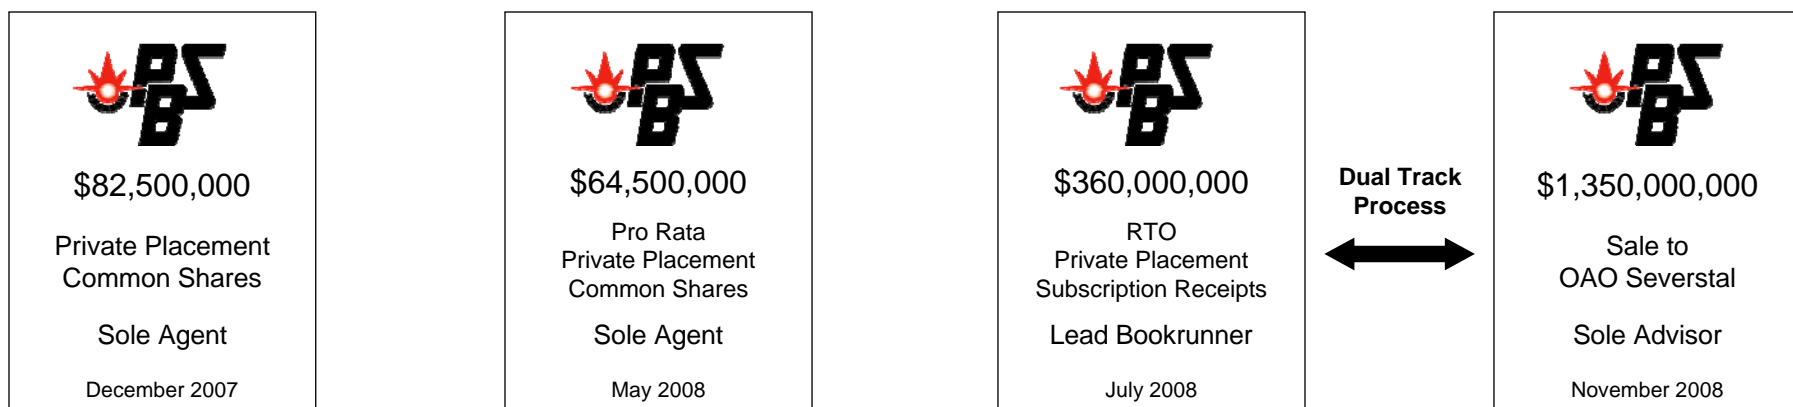 PBS
$82,500,000
Private Placement
Common Shares
Sole Agent
December 2007
PBS
$64,500,000
Pro Rata
Private Placement
Common Shares
Sole Agent
May 2008
PBS
$360,000,000
RTO
Private Placement
Subscription Receipts
Lead Bookrunner
July 2008
Dual Track
Process
PBS
$1,350,000,000
Sale to
OAO Severstal
Sole Advisor
November 2008